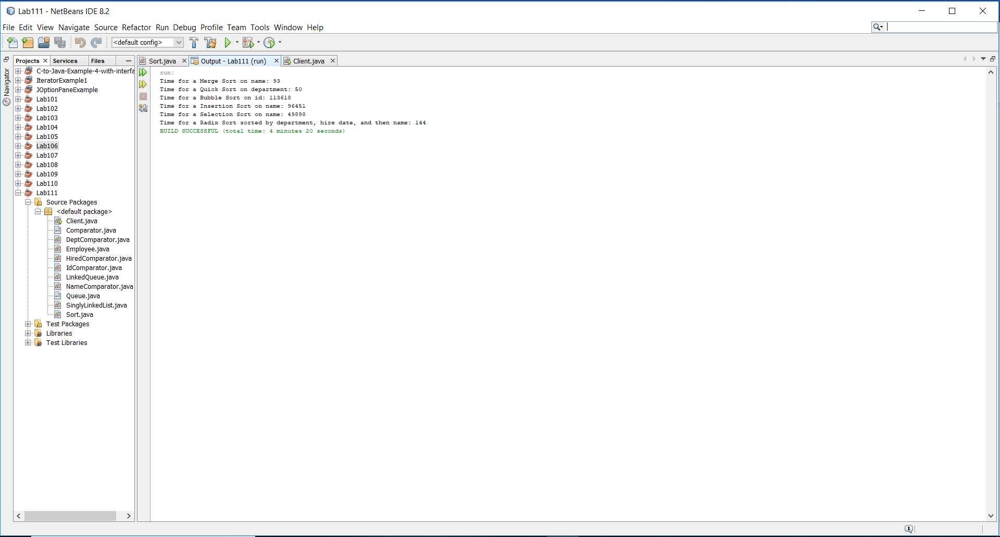 Lab111 - NetBeans IDE 8.2
File Edit View Navigate Source Refactor Run Debug Profile Team Tools Window Help
<default config>
Projects Services Files
Sort.java Output - Lab111 (run) Client.java
Navigator
C-to-Java-Example-4-with-interfa
IteratorExample1
JOptionPaneExample
Lab101
Lab102
Lab103
Lab104
Lab105
Lab106
Lab107
Lab108
Lab109
Lab110
Lab111
Source Packages
<default package>
Client.java
Comparator.java
DeptComparator.java
Employee.java
HiredComparator.java
IdComparator.java
LinkedQueue.java
NameComparator.java
Queue.java
SinglyLinkedList.java
Sort.java
Test Packages
Libraries
Test Libraries
run:
Time for a Merge Sort on name: 93
Time for a Quick Sort on department: 50
Time for a Bubble Sort on id: 113618
Time for a Insertion Sort on name: 96451
Time for a Selection Sort on name: 49898
Time for a Radix Sort sorted by department, hire date, and then name: 144
BUILD SUCCESSFUL (total time: 4 minutes 20 seconds)
1